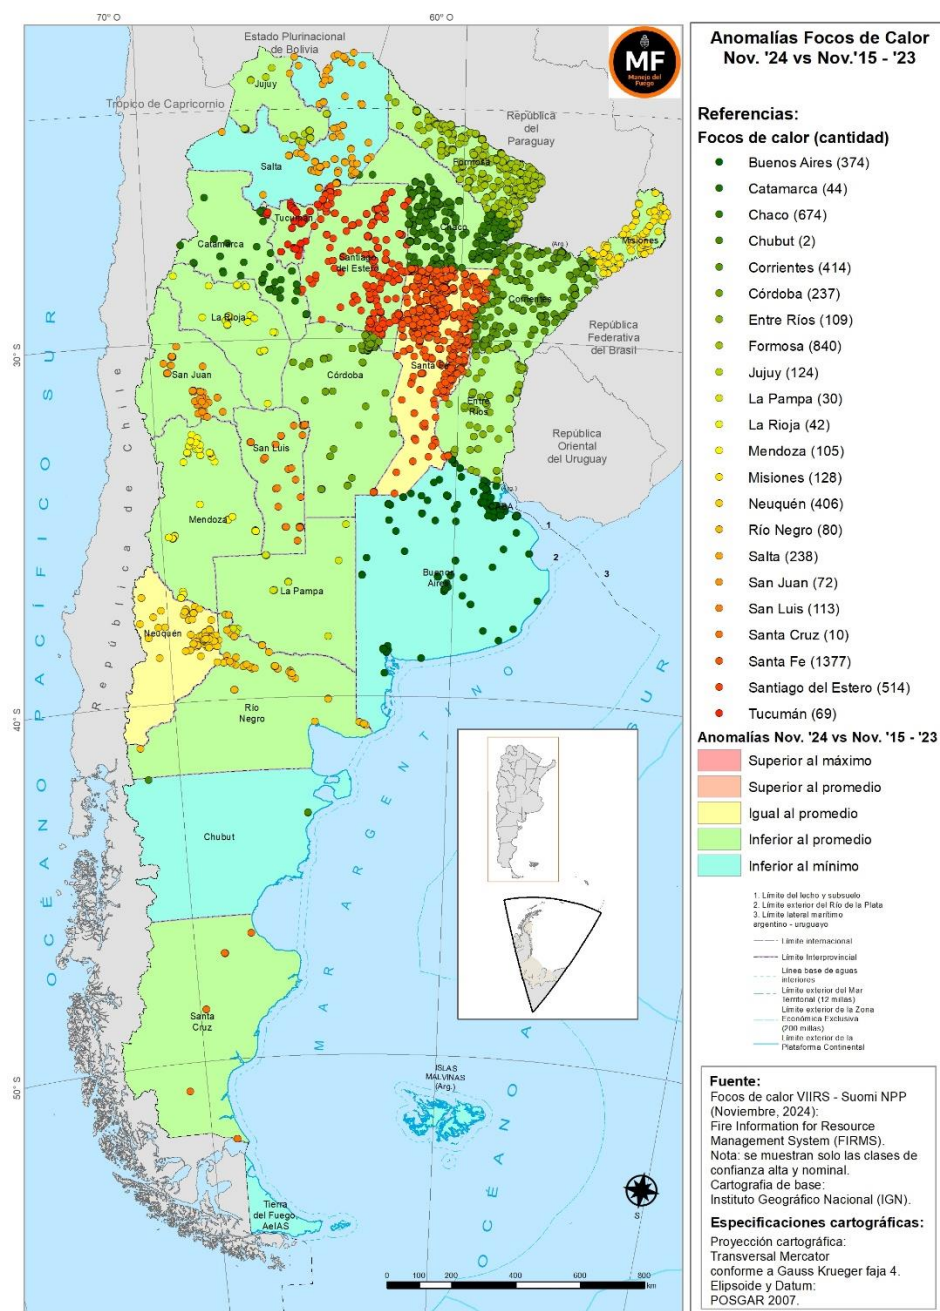 70° O
60° O
Estado Plurinacional
de Bolivia
Trópico de Capricornio
República
del
Paraguay
MF
Manejo del
Fuego
Jujuy
Salta
Formosa
Tucumán
Catamarca
Santiago
del Estero
Chaco
(Arg.)
Misiones
Corrientes
La Rioja
República
Federativa
del Brasil
30° S
San Juan
Córdoba
Santa Fe
Entre
Ríos
San Luis
República
Oriental
del Uruguay
(Arg.)
CABA
1
2
3
Mendoza
Buenos
Aires
La Pampa
Neuquén
Río
Negro
40° S
Chubut
Santa
Cruz
50° S
ISLAS
MALVINAS
(Arg.)
Tierra
del Fuego,
AeIAS
República de Chile
OCÉANO PACÍFICO SUR
MAR ARGENTINO
OCÉA
SUR
S
0 100 200 400 600 800
km
Anomalías Focos de Calor
Nov. '24 vs Nov.'15 - '23
Referencias:
Focos de calor (cantidad)
Buenos Aires (374)
Catamarca (44)
Chaco (674)
Chubut (2)
Corrientes (414)
Córdoba (237)
Entre Ríos (109)
Formosa (840)
Jujuy (124)
La Pampa (30)
La Rioja (42)
Mendoza (105)
Misiones (128)
Neuquén (406)
Río Negro (80)
Salta (238)
San Juan (72)
San Luis (113)
Santa Cruz (10)
Santa Fe (1377)
Santiago del Estero (514)
Tucumán (69)
Anomalías Nov. '24 vs Nov. '15 - '23
Superior al máximo
Superior al promedio
Igual al promedio
Inferior al promedio
Inferior al mínimo
1. Límite del lecho y subsuelo
2. Límite exterior del Río de la Plata
3. Límite lateral marítimo
argentino - uruguayo
Límite internacional
Límite Interprovincial
Línea base de aguas
interiores
Límite exterior del Mar
Territorial (12 millas)
Límite exterior de la Zona
Económica Exclusiva
(200 millas)
Límite exterior de la
Plataforma Continental
Fuente:
Focos de calor VIIRS - Suomi NPP
(Noviembre, 2024):
Fire Information for Resource
Management System (FIRMS).
Nota: se muestran solo las clases de
confianza alta y nominal.
Cartografia de base:
Instituto Geográfico Nacional (IGN).
Especificaciones cartográficas:
Proyección cartográfica:
Transversal Mercator
conforme a Gauss Krueger faja 4.
Elipsoide y Datum:
POSGAR 2007.